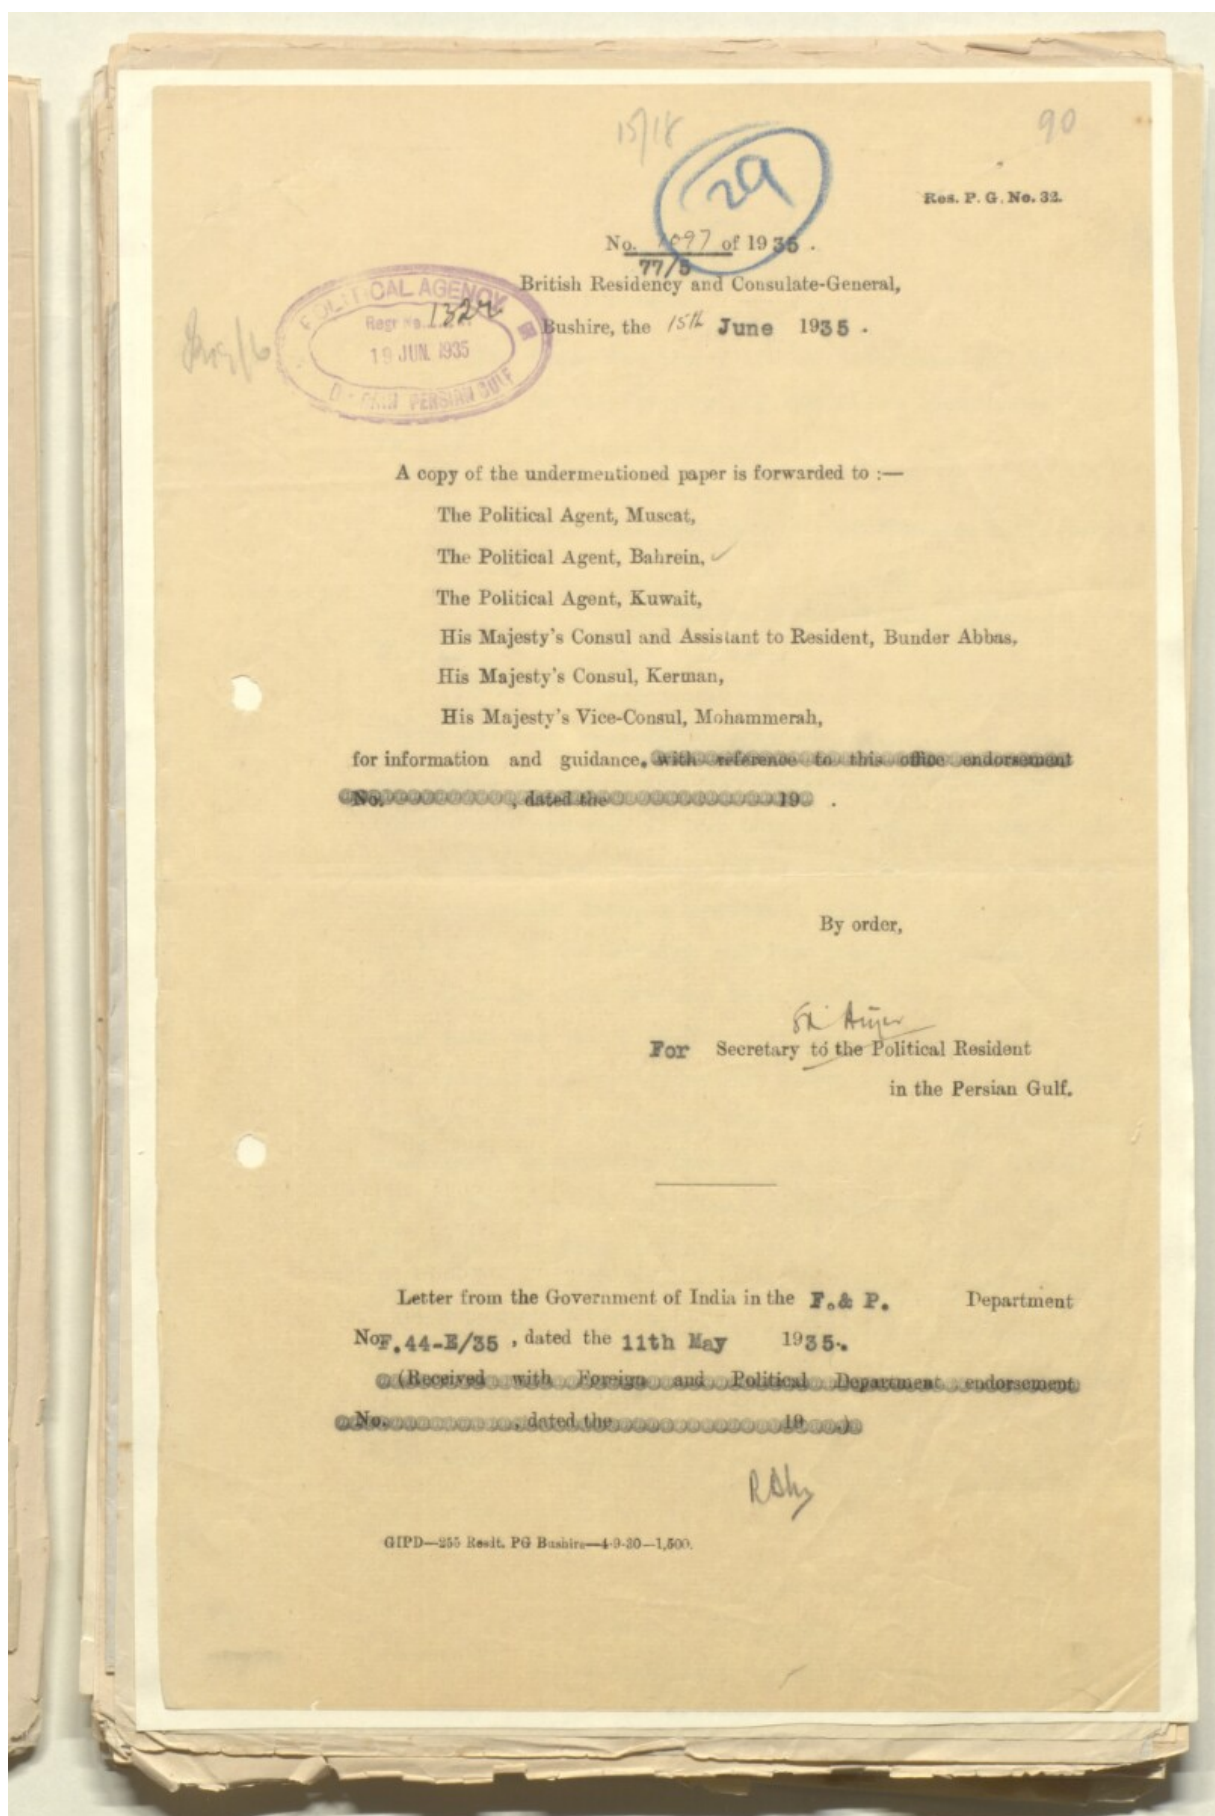 15/18
90
29
Res. P. G. No. 32.
No. 1097 of 1935 .
77/5
British Residency and Consulate-General,
Bushire, the 15th June 1935 .
POLITICAL AGENCY
Regr No. 1322
19 JUN. 1935
PERSIAN GULF
A copy of the undermentioned paper is forwarded to :—
The Political Agent, Muscat,
The Political Agent, Bahrein, ✓
The Political Agent, Kuwait,
His Majesty's Consul and Assistant to Resident, Bunder Abbas,
His Majesty's Consul, Kerman,
His Majesty's Vice-Consul, Mohammerah,
for information and guidance. with reference to this office endorsement
No. , dated the 19 .
By order,
For Secretary to the Political Resident
in the Persian Gulf.
Letter from the Government of India in the F.& P. Department
No F.44-E/35 , dated the 11th May 1935.
(Received with Foreign and Political Department endorsement
No. , dated the 19 .)
GIPD—255 Resdt. PG Bushire—4-9-30—1,500.